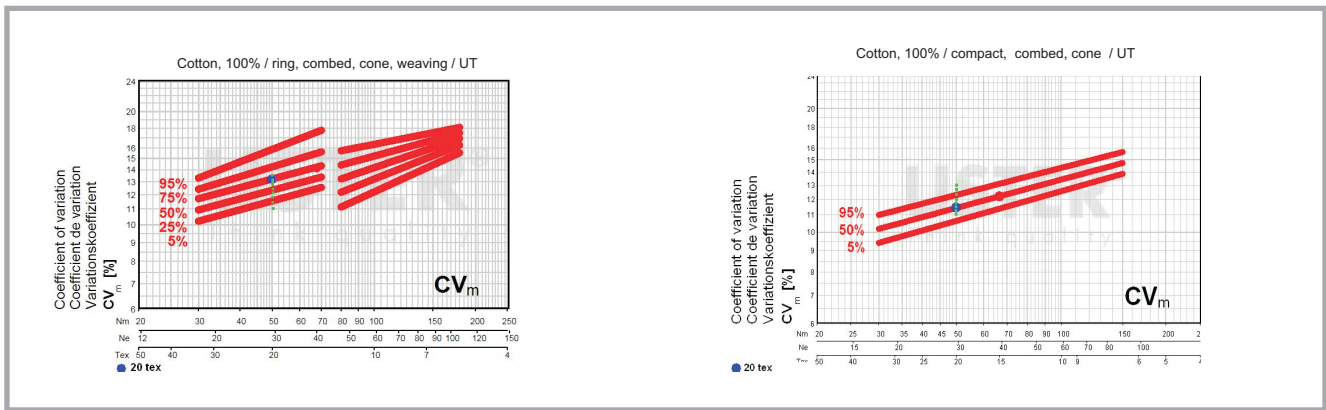 Cotton, 100% / ring, combed, cone, weaving / UT
24
20
18
16
15
14
13
12
11
10
9
8
7
6
95%
75%
50%
25%
5%
Coefficient of variation
Coefficient de variation
Variationskoeffizient
CVm [%]
CVm
Nm 20 30 40 50 60 70 80 90 100 150 200 250
Ne 12 20 30 40 50 60 70 80 90 100 120 150
Tex 50 40 30 20 10 7 4
20 tex
Cotton, 100% / compact, combed, cone / UT
24
20
18
16
15
14
13
12
11
10
9
8
7
6
95%
50%
5%
USTER
Coefficient of variation
Coefficient de variation
Variationskoeffizient
CVm [%]
CVm
Nm 20 25 30 35 40 45 50 60 70 80 90 100 150 200 2
Ne 15 20 30 40 50 60 70 80 100
Tex 50 40 30 25 20 15 10 9 6 5
20 tex